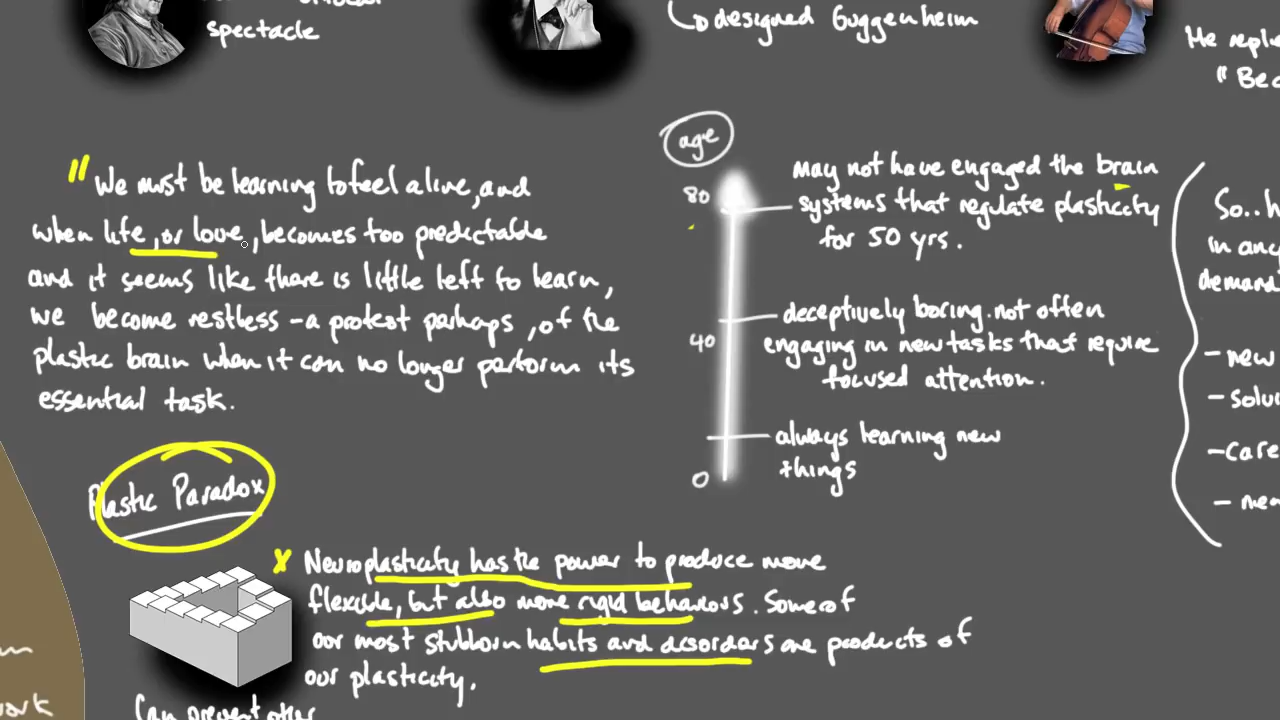 spectacle
↳ designed Guggenheim
He
" Bec
" We must be learning to feel alive, and
when life, or love, becomes too predictable
and it seems like there is little left to learn,
we become restless - a protest perhaps, of the
plastic brain when it can no longer perform its
essential task.
age
80
may not have engaged the brain
systems that regulate plasticity
for 50 yrs.
40
deceptively boring. not often
engaging in new tasks that require
focused attention.
always learning new
things
0
So..
in
demand
- new
-
-
-
Plastic Paradox
x Neuroplasticity has the power to produce more
flexible, but also more rigid behaviours. Some of
our most stubborn habits and disorders are products of
our plasticity.
Can prevent other